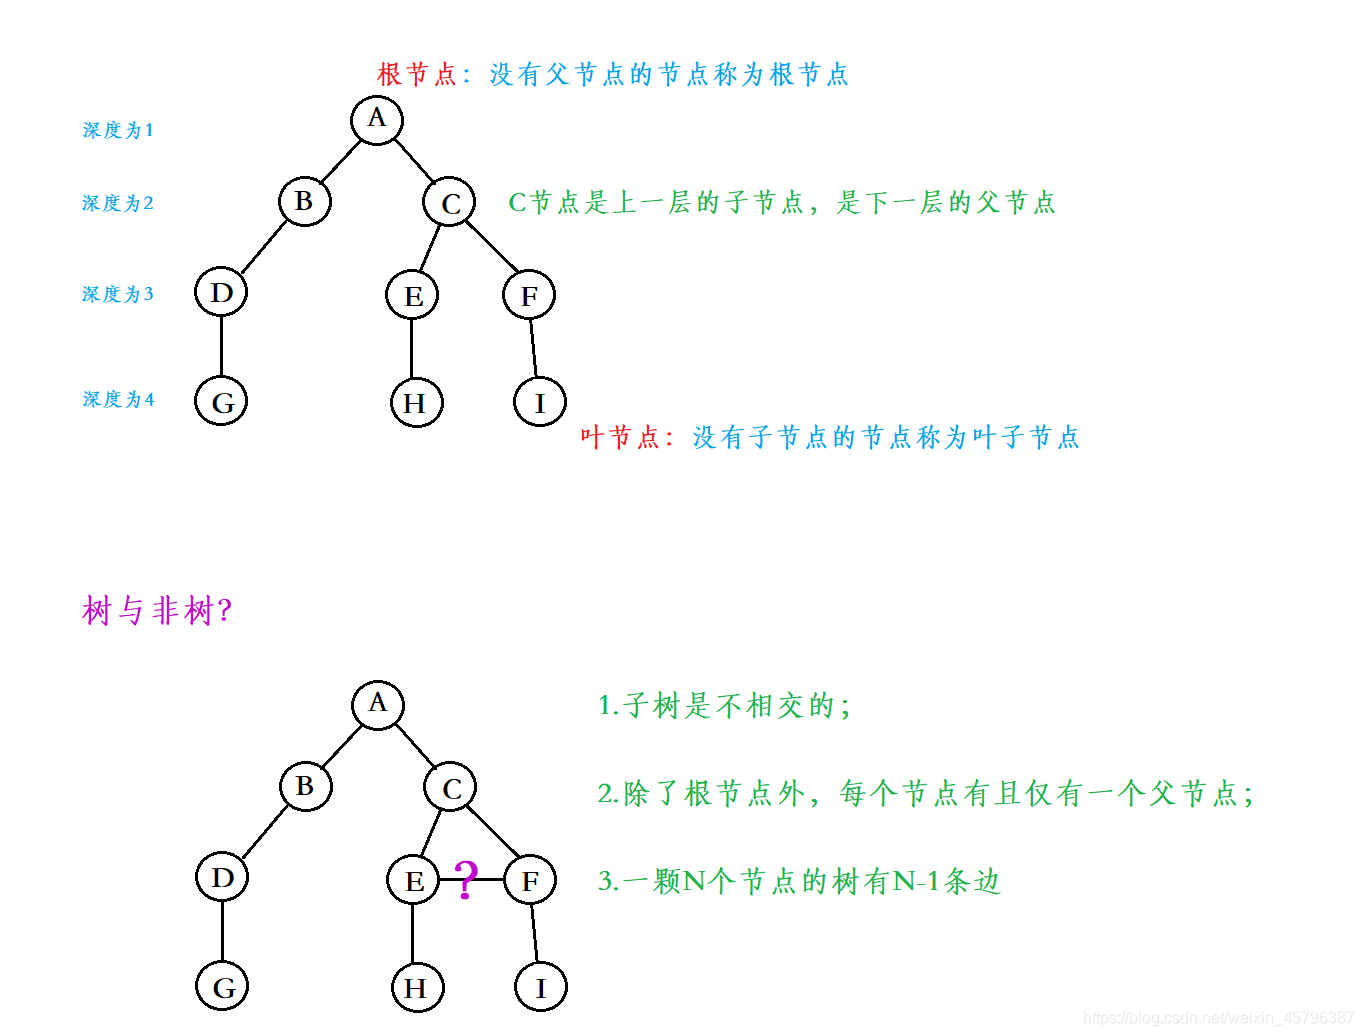 根节点：没有父节点的节点称为根节点
A
深度为1
深度为2
B
C
C节点是上一层的子节点，是下一层的父节点
深度为3
D
E
F
深度为4
G
H
I
叶节点：没有子节点的节点称为叶子节点
树与非树?
A
1.子树是不相交的；
B
C
2.除了根节点外，每个节点有且仅有一个父节点；
D
E
?
F
3.一颗N个节点的树有N-1条边
G
H
I
https://blog.csdn.net/weixin_45796387